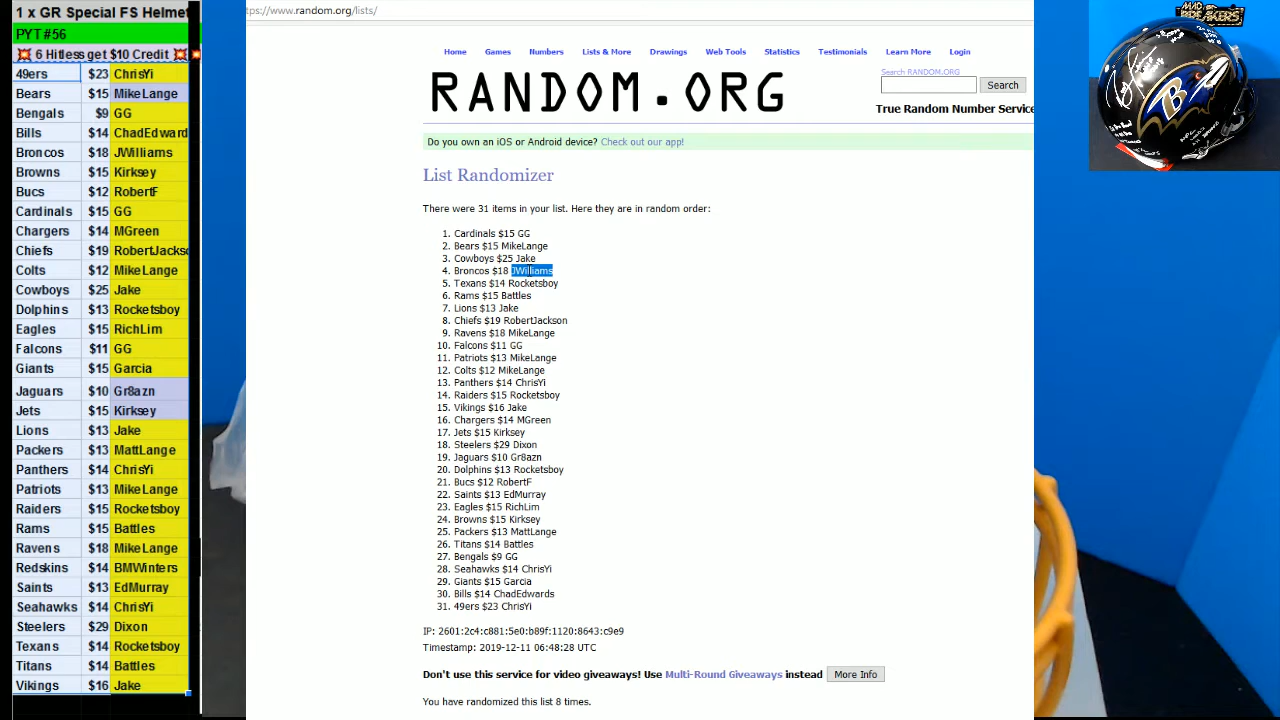 1 x GR Special FS Helmet
PYT #56
💥 6 Hitless get $10 Credit 💥
49ers $23 ChrisYi
Bears $15 MikeLange
Bengals $9 GG
Bills $14 ChadEdward
Broncos $18 JWilliams
Browns $15 Kirksey
Bucs $12 RobertF
Cardinals $15 GG
Chargers $14 MGreen
Chiefs $19 RobertJackso
Colts $12 MikeLange
Cowboys $25 Jake
Dolphins $13 Rocketsboy
Eagles $15 RichLim
Falcons $11 GG
Giants $15 Garcia
Jaguars $10 Gr8azn
Jets $15 Kirksey
Lions $13 Jake
Packers $13 MattLange
Panthers $14 ChrisYi
Patriots $13 MikeLange
Raiders $15 Rocketsboy
Rams $15 Battles
Ravens $18 MikeLange
Redskins $14 BMWinters
Saints $13 EdMurray
Seahawks $14 ChrisYi
Steelers $29 Dixon
Texans $14 Rocketsboy
Titans $14 Battles
Vikings $16 Jake
tps://www.random.org/lists/
Home Games Numbers Lists & More Drawings Web Tools Statistics Testimonials Learn More Login
RANDOM.ORG
Search RANDOM.ORG
Search
True Random Number Service
Do you own an iOS or Android device? Check out our app!
List Randomizer
There were 31 items in your list. Here they are in random order:
1. Cardinals $15 GG
2. Bears $15 MikeLange
3. Cowboys $25 Jake
4. Broncos $18 JWilliams
5. Texans $14 Rocketsboy
6. Rams $15 Battles
7. Lions $13 Jake
8. Chiefs $19 RobertJackson
9. Ravens $18 MikeLange
10. Falcons $11 GG
11. Patriots $13 MikeLange
12. Colts $12 MikeLange
13. Panthers $14 ChrisYi
14. Raiders $15 Rocketsboy
15. Vikings $16 Jake
16. Chargers $14 MGreen
17. Jets $15 Kirksey
18. Steelers $29 Dixon
19. Jaguars $10 Gr8azn
20. Dolphins $13 Rocketsboy
21. Bucs $12 RobertF
22. Saints $13 EdMurray
23. Eagles $15 RichLim
24. Browns $15 Kirksey
25. Packers $13 MattLange
26. Titans $14 Battles
27. Bengals $9 GG
28. Seahawks $14 ChrisYi
29. Giants $15 Garcia
30. Bills $14 ChadEdwards
31. 49ers $23 ChrisYi
IP: 2601:2c4:c881:5e0:b89f:1120:8643:c9e9
Timestamp: 2019-12-11 06:48:28 UTC
Don't use this service for video giveaways! Use Multi-Round Giveaways instead
More Info
You have randomized this list 8 times.
MAD
BREAKERS